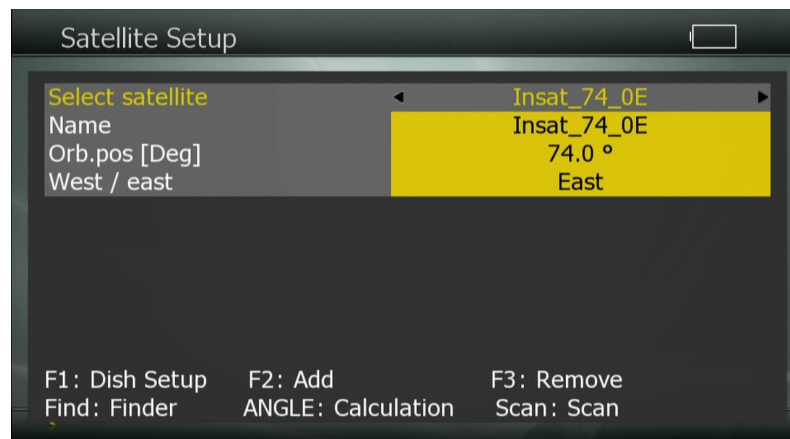 Satellite Setup
Select satellite Insat_74_0E
Name Insat_74_0E
Orb.pos [Deg] 74.0 °
West / east East
F1: Dish Setup F2: Add F3: Remove
Find: Finder ANGLE: Calculation Scan: Scan